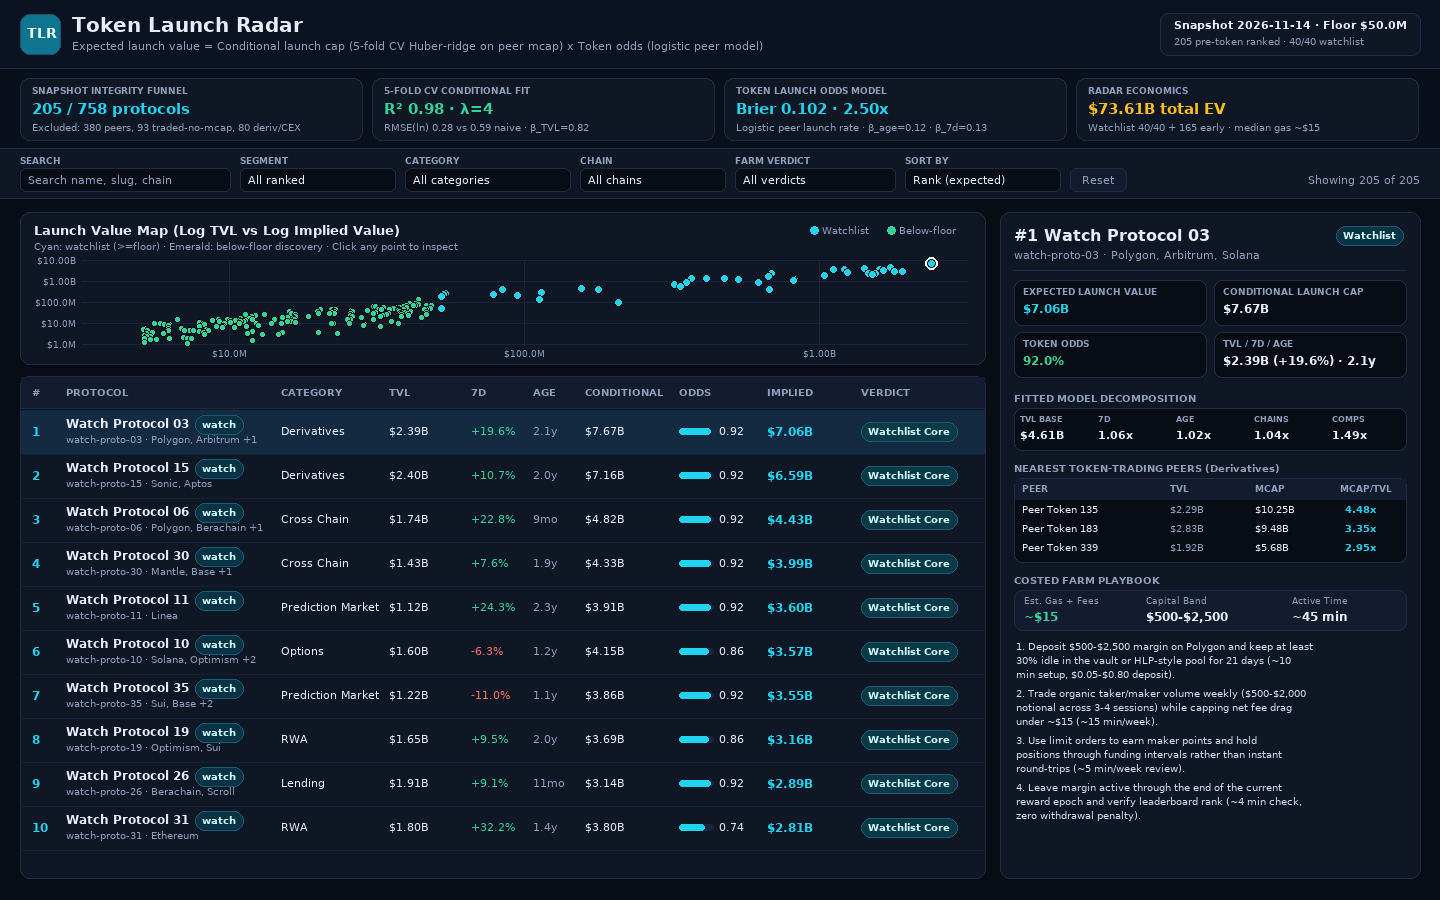 TLR
Token Launch Radar
Expected launch value = Conditional launch cap (5-fold CV Huber-ridge on peer mcap) x Token odds (logistic peer model)
Snapshot 2026-11-14 · Floor $50.0M
205 pre-token ranked · 40/40 watchlist
SNAPSHOT INTEGRITY FUNNEL
205 / 758 protocols
Excluded: 380 peers, 93 traded-no-mcap, 80 deriv/CEX
5-FOLD CV CONDITIONAL FIT
R² 0.98 · λ=4
RMSE(ln) 0.28 vs 0.59 naive · β_TVL=0.82
TOKEN LAUNCH ODDS MODEL
Brier 0.102 · 2.50x
Logistic peer launch rate · β_age=0.12 · β_7d=0.13
RADAR ECONOMICS
$73.61B total EV
Watchlist 40/40 + 165 early · median gas ~$15
SEARCH
Search name, slug, chain
SEGMENT
All ranked
CATEGORY
All categories
CHAIN
All chains
FARM VERDICT
All verdicts
SORT BY
Rank (expected)
Reset
Showing 205 of 205
Launch Value Map (Log TVL vs Log Implied Value)
Cyan: watchlist (>=floor) · Emerald: below-floor discovery · Click any point to inspect
Watchlist
Below-floor
$10.00B
$1.00B
$100.0M
$10.0M
$1.0M
$10.0M
$100.0M
$1.00B
# PROTOCOL CATEGORY TVL 7D AGE CONDITIONAL ODDS IMPLIED VERDICT
1 Watch Protocol 03 watch Derivatives $2.39B +19.6% 2.1y $7.67B 0.92 $7.06B Watchlist Core
watch-proto-03 · Polygon, Arbitrum +1
2 Watch Protocol 15 watch Derivatives $2.40B +10.7% 2.0y $7.16B 0.92 $6.59B Watchlist Core
watch-proto-15 · Sonic, Aptos
3 Watch Protocol 06 watch Cross Chain $1.74B +22.8% 9mo $4.82B 0.92 $4.43B Watchlist Core
watch-proto-06 · Polygon, Berachain +1
4 Watch Protocol 30 watch Cross Chain $1.43B +7.6% 1.9y $4.33B 0.92 $3.99B Watchlist Core
watch-proto-30 · Mantle, Base +1
5 Watch Protocol 11 watch Prediction Market $1.12B +24.3% 2.3y $3.91B 0.92 $3.60B Watchlist Core
watch-proto-11 · Linea
6 Watch Protocol 10 watch Options $1.60B -6.3% 1.2y $4.15B 0.86 $3.57B Watchlist Core
watch-proto-10 · Solana, Optimism +2
7 Watch Protocol 35 watch Prediction Market $1.22B -11.0% 1.1y $3.86B 0.92 $3.55B Watchlist Core
watch-proto-35 · Sui, Base +2
8 Watch Protocol 19 watch RWA $1.65B +9.5% 2.0y $3.69B 0.86 $3.16B Watchlist Core
watch-proto-19 · Optimism, Sui
9 Watch Protocol 26 watch Lending $1.91B +9.1% 11mo $3.14B 0.92 $2.89B Watchlist Core
watch-proto-26 · Berachain, Scroll
10 Watch Protocol 31 watch RWA $1.80B +32.2% 1.4y $3.80B 0.74 $2.81B Watchlist Core
watch-proto-31 · Ethereum
#1 Watch Protocol 03
Watchlist
watch-proto-03 · Polygon, Arbitrum, Solana
EXPECTED LAUNCH VALUE
$7.06B
CONDITIONAL LAUNCH CAP
$7.67B
TOKEN ODDS
92.0%
TVL / 7D / AGE
$2.39B (+19.6%) · 2.1y
FITTED MODEL DECOMPOSITION
TVL BASE 7D AGE CHAINS COMPS
$4.61B 1.06x 1.02x 1.04x 1.49x
NEAREST TOKEN-TRADING PEERS (Derivatives)
PEER TVL MCAP MCAP/TVL
Peer Token 135 $2.29B $10.25B 4.48x
Peer Token 183 $2.83B $9.48B 3.35x
Peer Token 339 $1.92B $5.68B 2.95x
COSTED FARM PLAYBOOK
Est. Gas + Fees Capital Band Active Time
~$15 $500-$2,500 ~45 min
1. Deposit $500-$2,500 margin on Polygon and keep at least
30% idle in the vault or HLP-style pool for 21 days (~10
min setup, $0.05-$0.80 deposit).
2. Trade organic taker/maker volume weekly ($500-$2,000
notional across 3-4 sessions) while capping net fee drag
under ~$15 (~15 min/week).
3. Use limit orders to earn maker points and hold
positions through funding intervals rather than instant
round-trips (~5 min/week review).
4. Leave margin active through the end of the current
reward epoch and verify leaderboard rank (~4 min check,
zero withdrawal penalty).